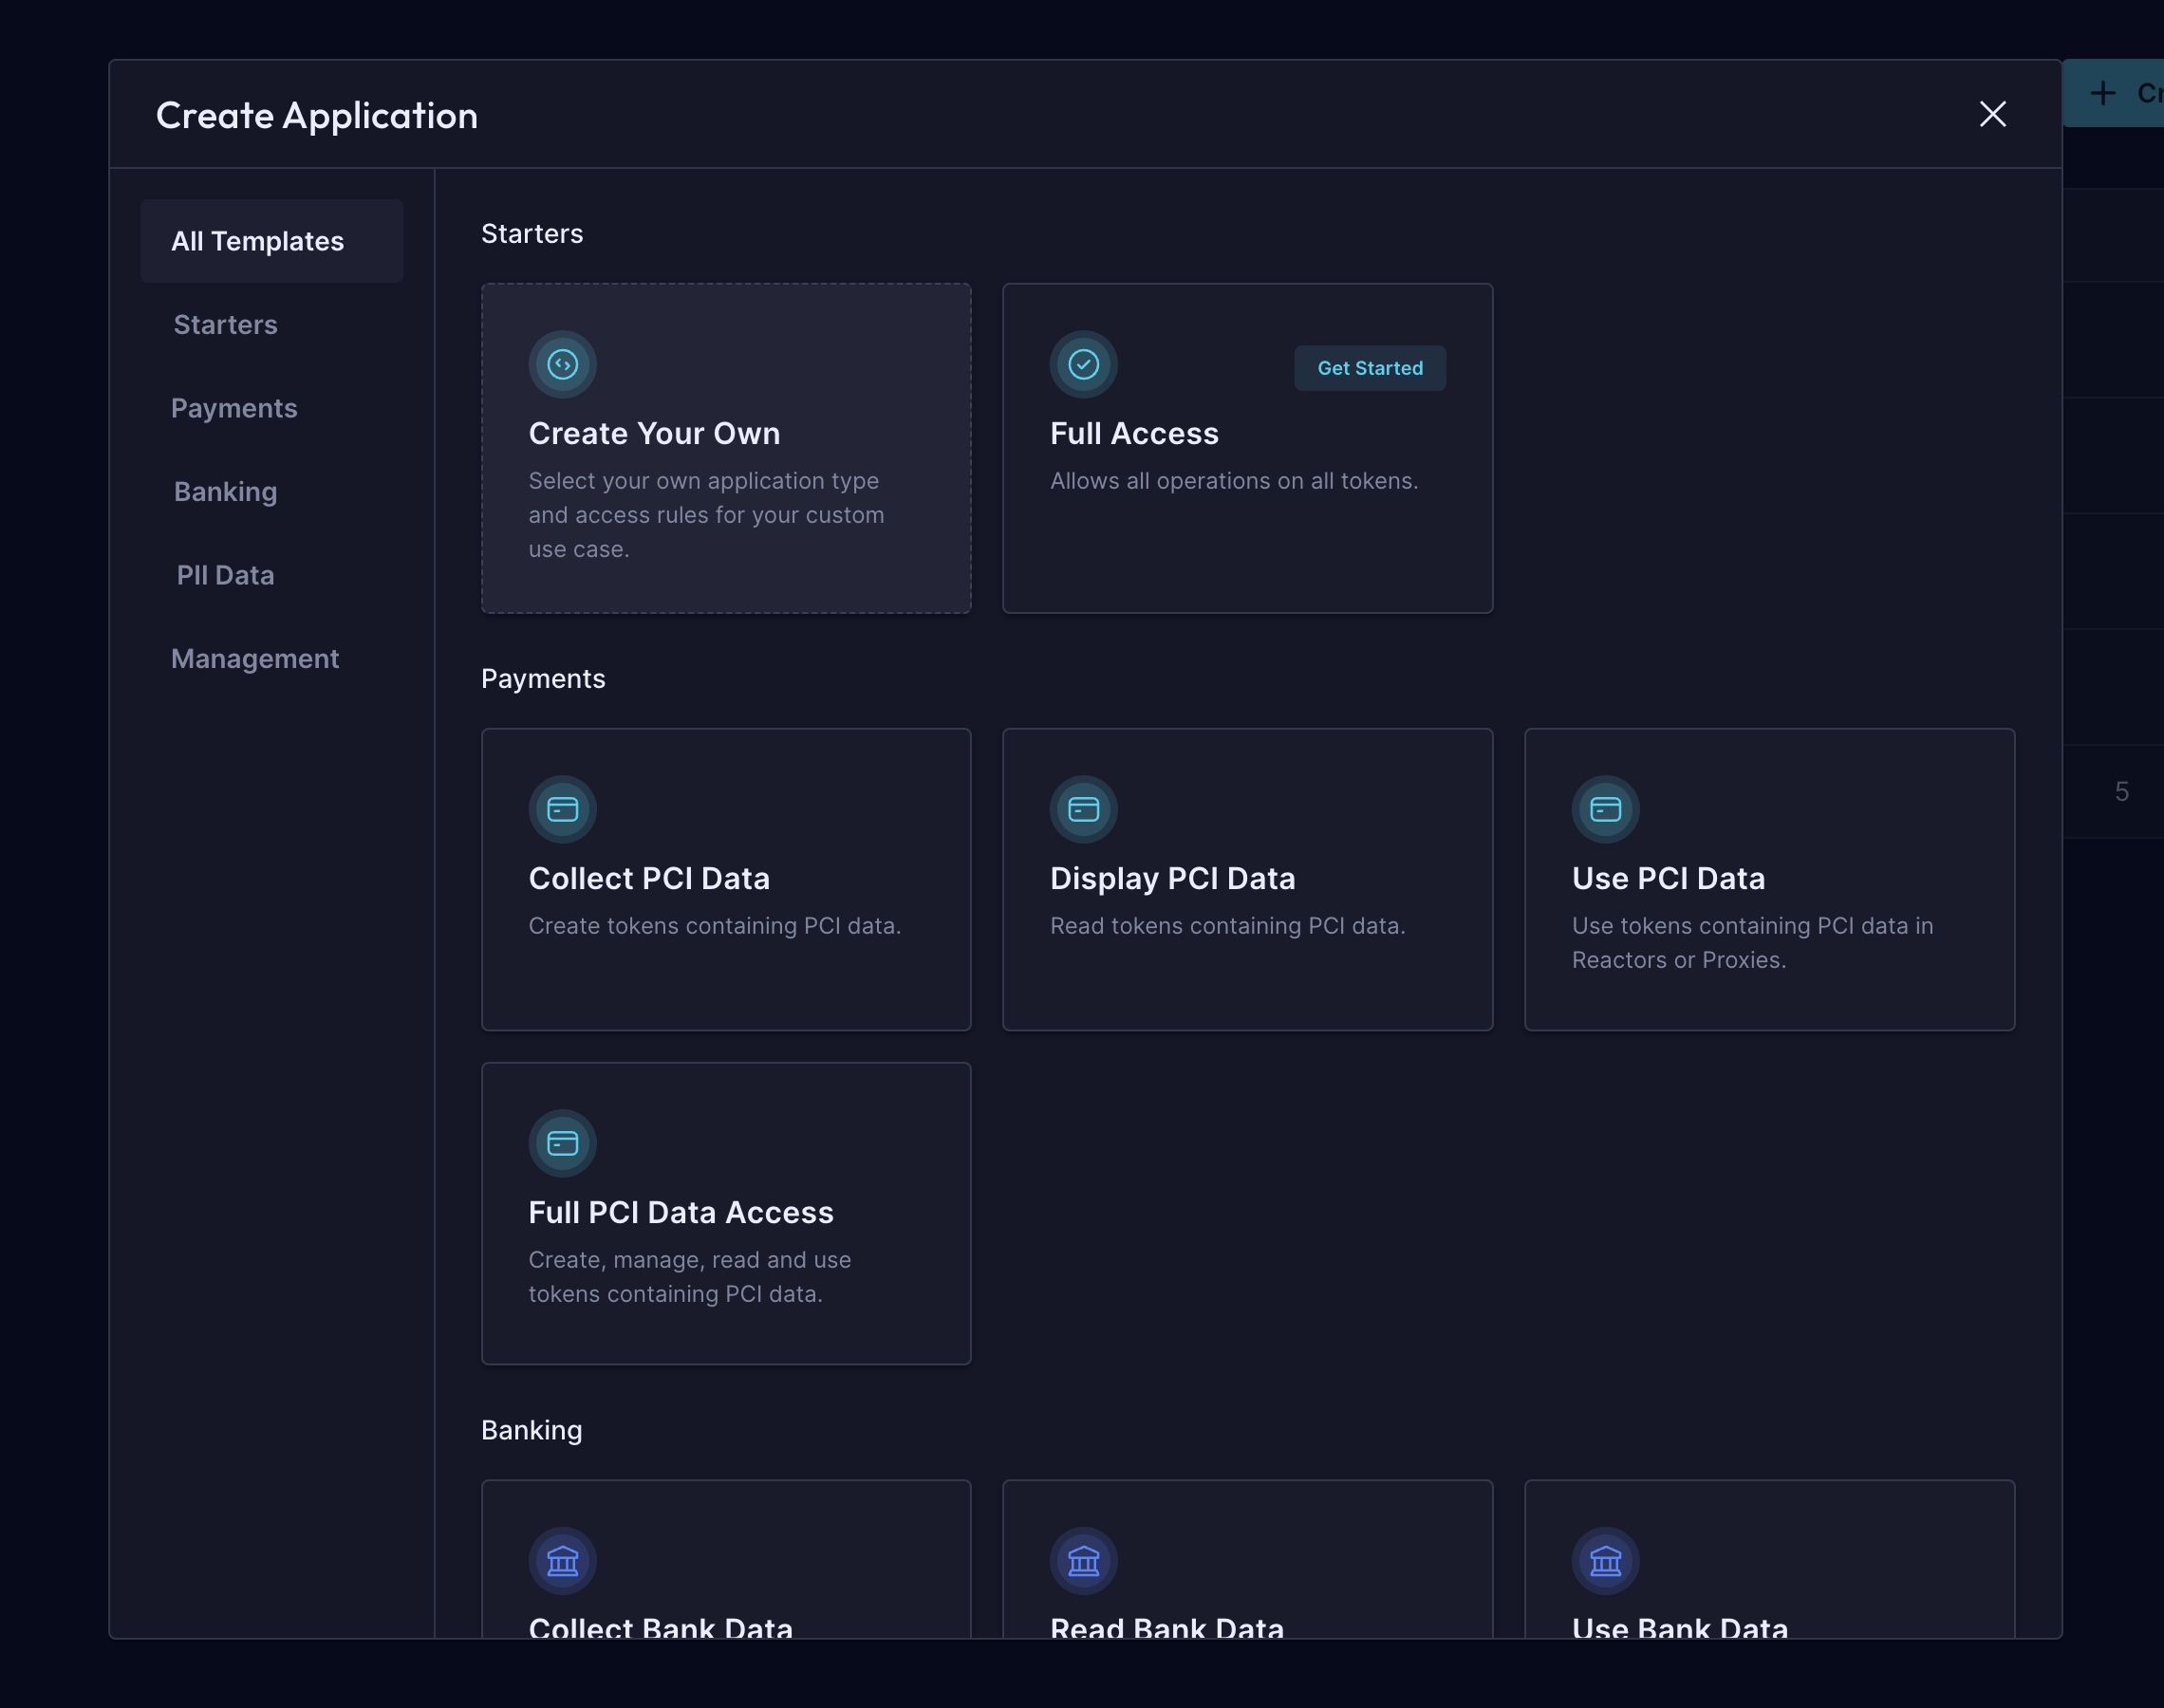 Create Application
All Templates
Starters
Payments
Banking
PII Data
Management
Starters
Create Your Own
Select your own application type
and access rules for your custom
use case.
Get Started
Full Access
Allows all operations on all tokens.
Payments
Collect PCI Data
Create tokens containing PCI data.
Display PCI Data
Read tokens containing PCI data.
Use PCI Data
Use tokens containing PCI data in
Reactors or Proxies.
Full PCI Data Access
Create, manage, read and use
tokens containing PCI data.
Banking
Collect Bank Data
Read Bank Data
Use Bank Data
5